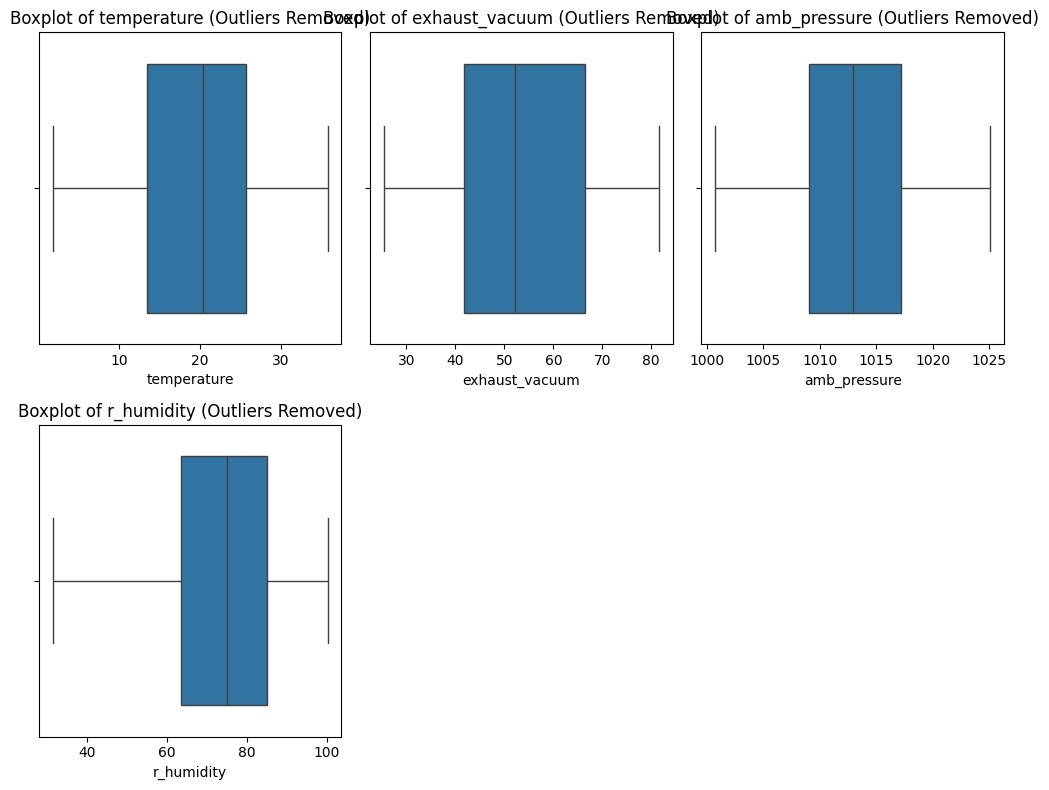 Boxplot of temperature (Outliers Removed)
Boxplot of exhaust_vacuum (Outliers Removed)
Boxplot of amb_pressure (Outliers Removed)
10 20 30
temperature
30 40 50 60 70 80
exhaust_vacuum
1000 1005 1010 1015 1020 1025
amb_pressure
Boxplot of r_humidity (Outliers Removed)
40 60 80 100
r_humidity